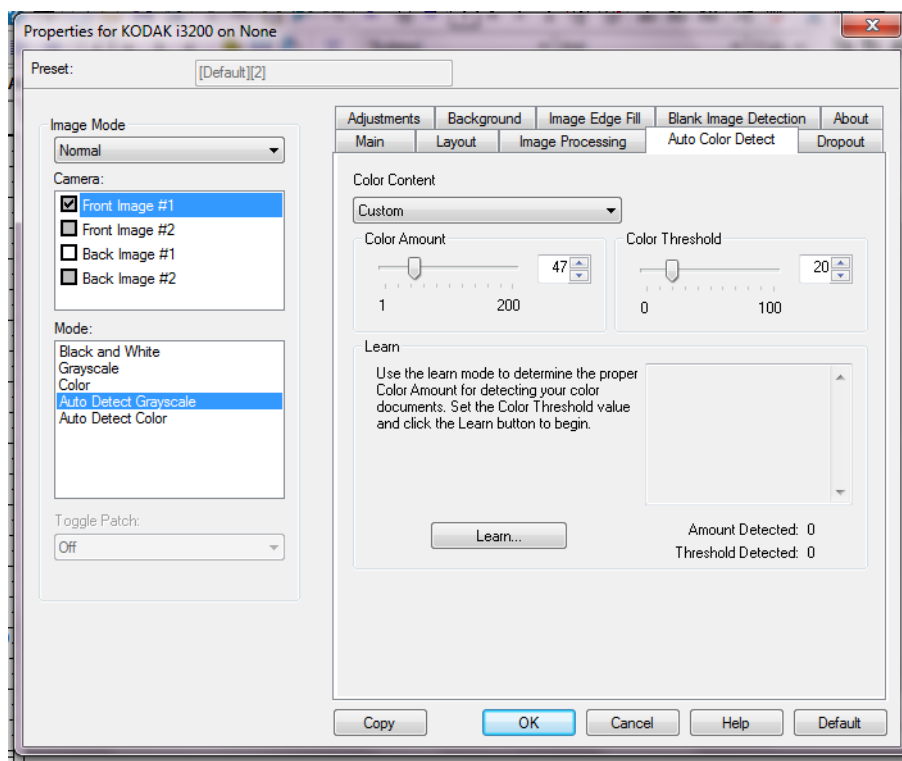 Properties for KODAK i3200 on None
Preset:
[Default][2]
Image Mode
Normal
Camera:
Front Image #1
Front Image #2
Back Image #1
Back Image #2
Mode:
Black and White
Grayscale
Color
Auto Detect Grayscale
Auto Detect Color
Toggle Patch:
Off
Adjustments Background Image Edge Fill Blank Image Detection About
Main Layout Image Processing Auto Color Detect Dropout
Color Content
Custom
Color Amount
47
1 200
Color Threshold
20
0 100
Learn
Use the learn mode to determine the proper
Color Amount for detecting your color
documents. Set the Color Threshold value
and click the Learn button to begin.
Learn...
Amount Detected: 0
Threshold Detected: 0
Copy OK Cancel Help Default